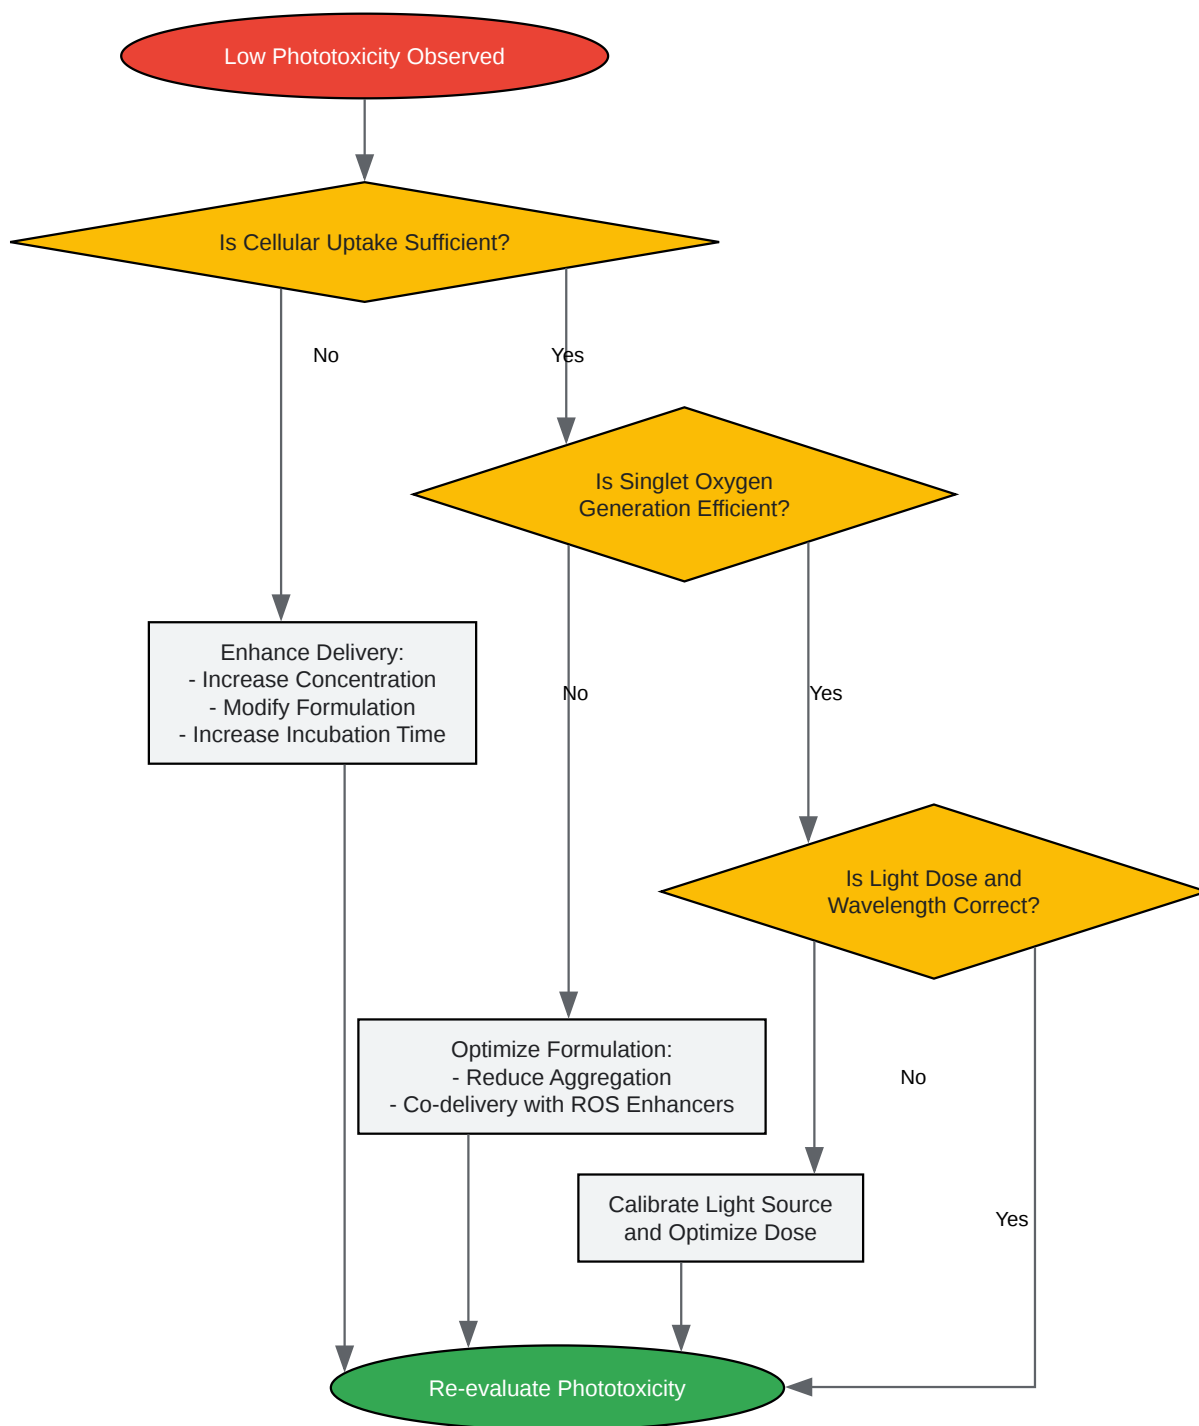 Low Phototoxicity Observed
Is Cellular Uptake Sufficient?
No
Yes
Is Singlet Oxygen
Generation Efficient?
Enhance Delivery:
- Increase Concentration
- Modify Formulation
- Increase Incubation Time
No
Yes
Is Light Dose and
Wavelength Correct?
Optimize Formulation:
- Reduce Aggregation
- Co-delivery with ROS Enhancers
No
Calibrate Light Source
and Optimize Dose
Yes
Re-evaluate Phototoxicity